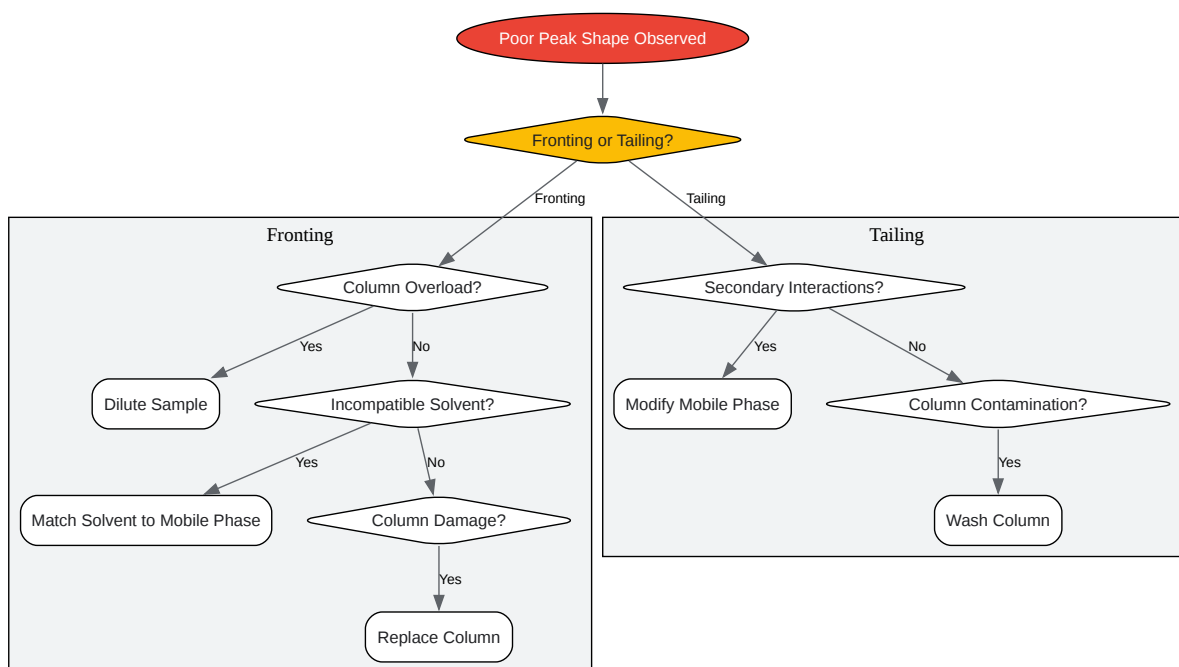 Poor Peak Shape Observed
Fronting or Tailing?
Fronting
Tailing
Fronting
Tailing
Column Overload?
Secondary Interactions?
Yes
No
Yes
No
Dilute Sample
Incompatible Solvent?
Modify Mobile Phase
Column Contamination?
Yes
No
Yes
Match Solvent to Mobile Phase
Column Damage?
Wash Column
Yes
Replace Column